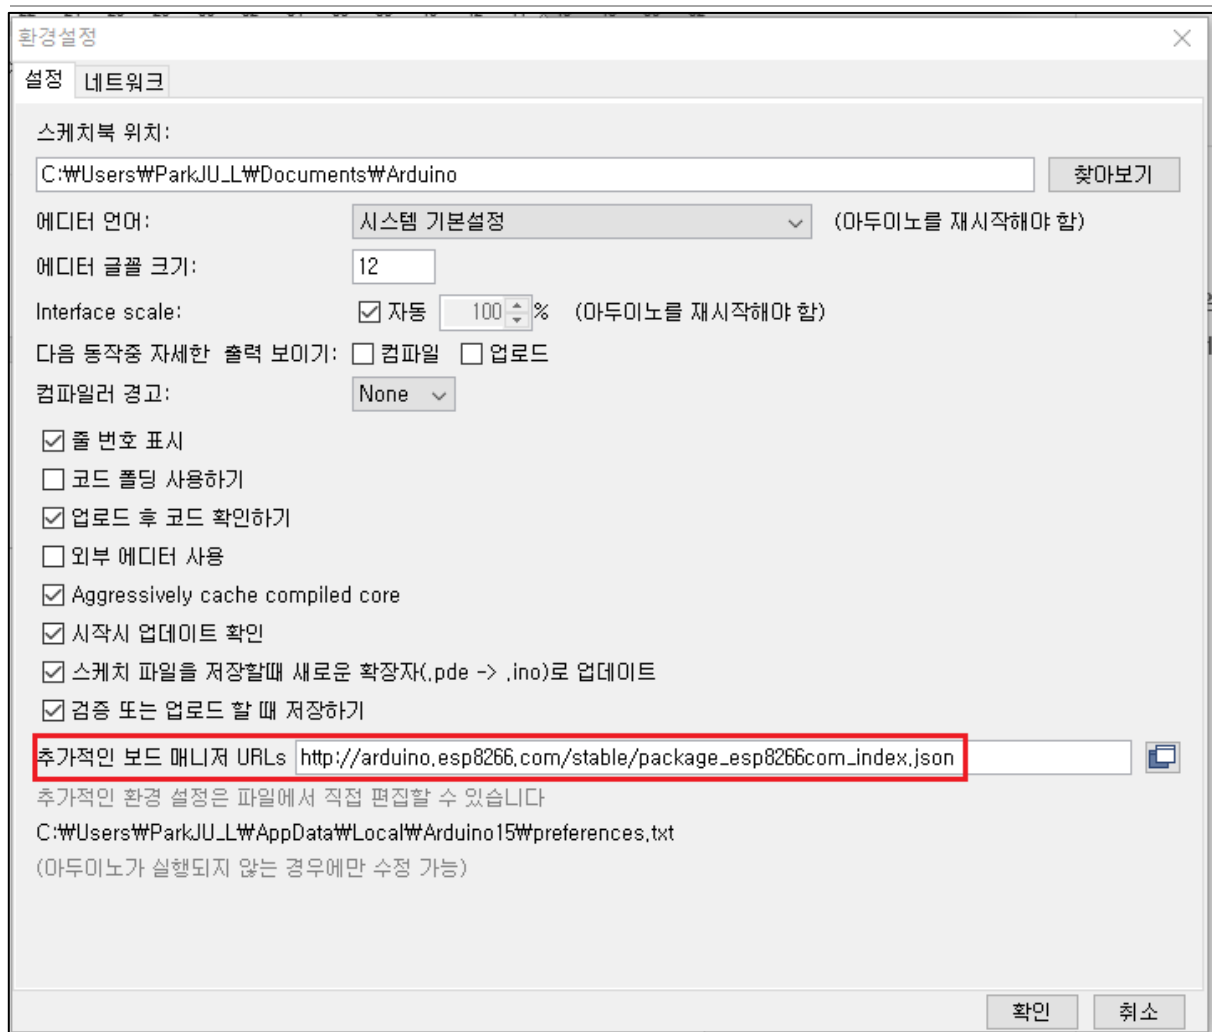 환경설정
설정 네트워크
스케치북 위치:
C:₩Users₩ParkJU_L₩Documents₩Arduino 찾아보기
에디터 언어: 시스템 기본설정 (아두이노를 재시작해야 함)
에디터 글꼴 크기: 12
Interface scale: 자동 100 % (아두이노를 재시작해야 함)
다음 동작중 자세한 출력 보이기: 컴파일 업로드
컴파일러 경고: None
줄 번호 표시
코드 폴딩 사용하기
업로드 후 코드 확인하기
외부 에디터 사용
Aggressively cache compiled core
시작시 업데이트 확인
스케치 파일을 저장할때 새로운 확장자(.pde -> .ino)로 업데이트
검증 또는 업로드 할 때 저장하기
추가적인 보드 매니저 URLs http://arduino.esp8266.com/stable/package_esp8266com_index.json
추가적인 환경 설정은 파일에서 직접 편집할 수 있습니다
C:₩Users₩ParkJU_L₩AppData₩Local₩Arduino15₩preferences.txt
(아두이노가 실행되지 않는 경우에만 수정 가능)
확인 취소